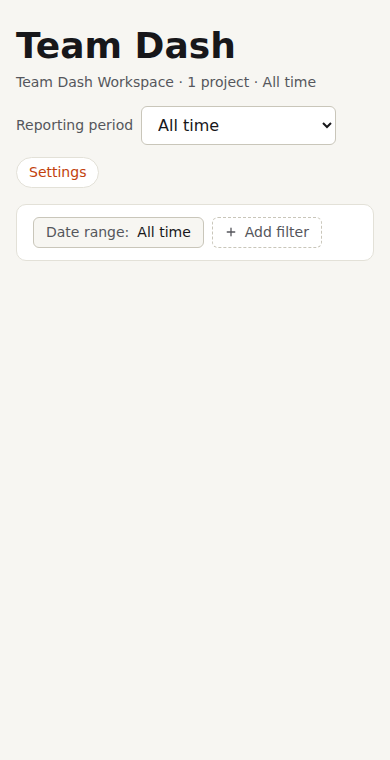 Team Dash
Team Dash Workspace · 1 project · All time
Reporting period All time
Settings
Date range: All time + Add filter